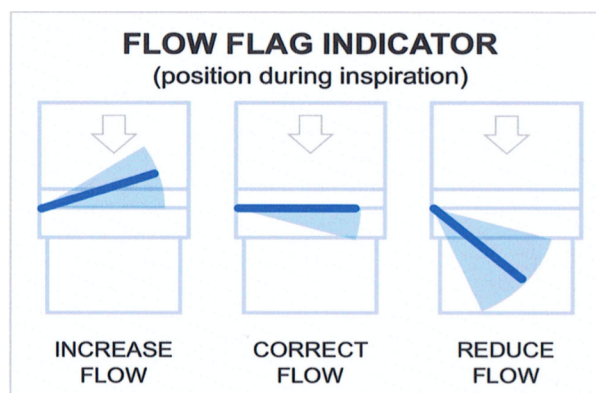 FLOW FLAG INDICATOR
(position during inspiration)
INCREASE
FLOW
CORRECT
FLOW
REDUCE
FLOW